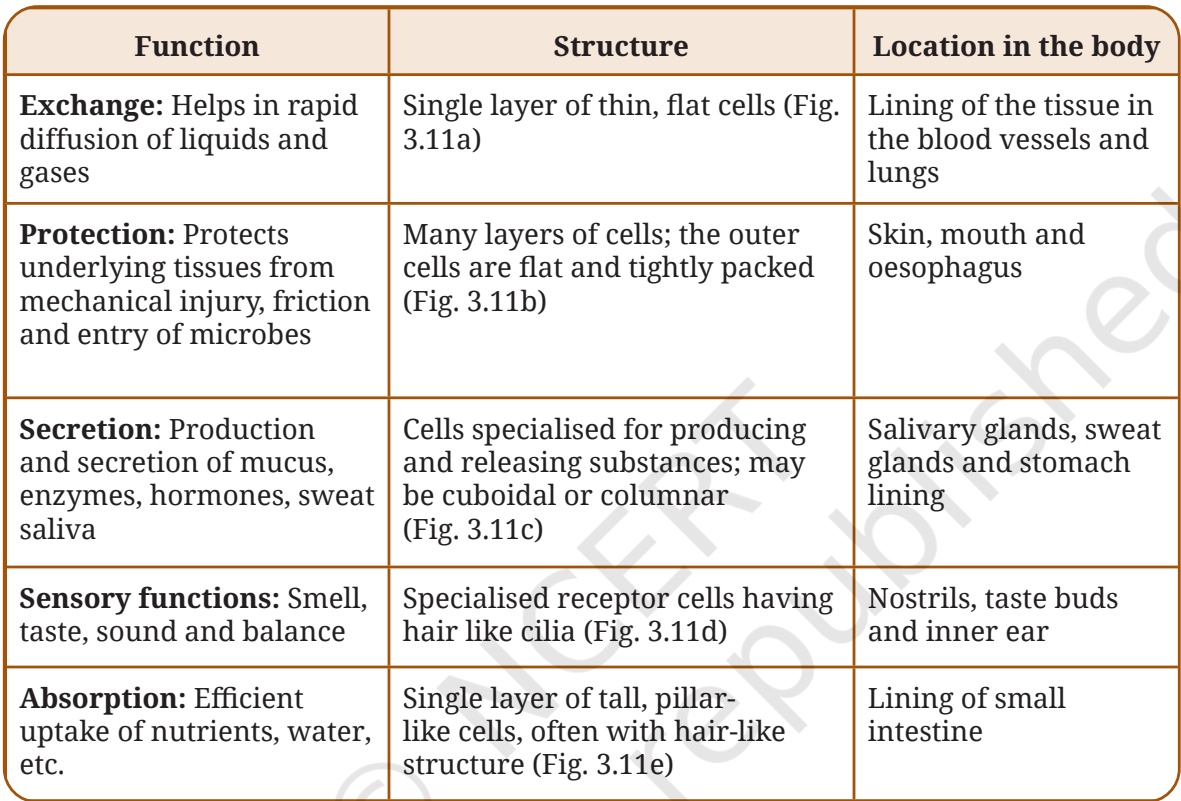 Function
Structure
Location in the body
Exchange: Helps in rapid
diffusion of liquids and
gases
Single layer of thin, flat cells (Fig.
3.11a)
Lining of the tissue in
the blood vessels and
lungs
Protection: Protects
underlying tissues from
mechanical injury, friction
and entry of microbes
Many layers of cells; the outer
cells are flat and tightly packed
(Fig. 3.11b)
Skin, mouth and
oesophagus
Secretion: Production
and secretion of mucus,
enzymes, hormones, sweat
saliva
Cells specialised for producing
and releasing substances; may
be cuboidal or columnar
(Fig. 3.11c)
Salivary glands, sweat
glands and stomach
lining
Sensory functions: Smell,
taste, sound and balance
Specialised receptor cells having
hair like cilia (Fig. 3.11d)
Nostrils, taste buds
and inner ear
Absorption: Efficient
uptake of nutrients, water,
etc.
Single layer of tall, pillar-
like cells, often with hair-like
structure (Fig. 3.11e)
Lining of small
intestine
© NCERT
republished